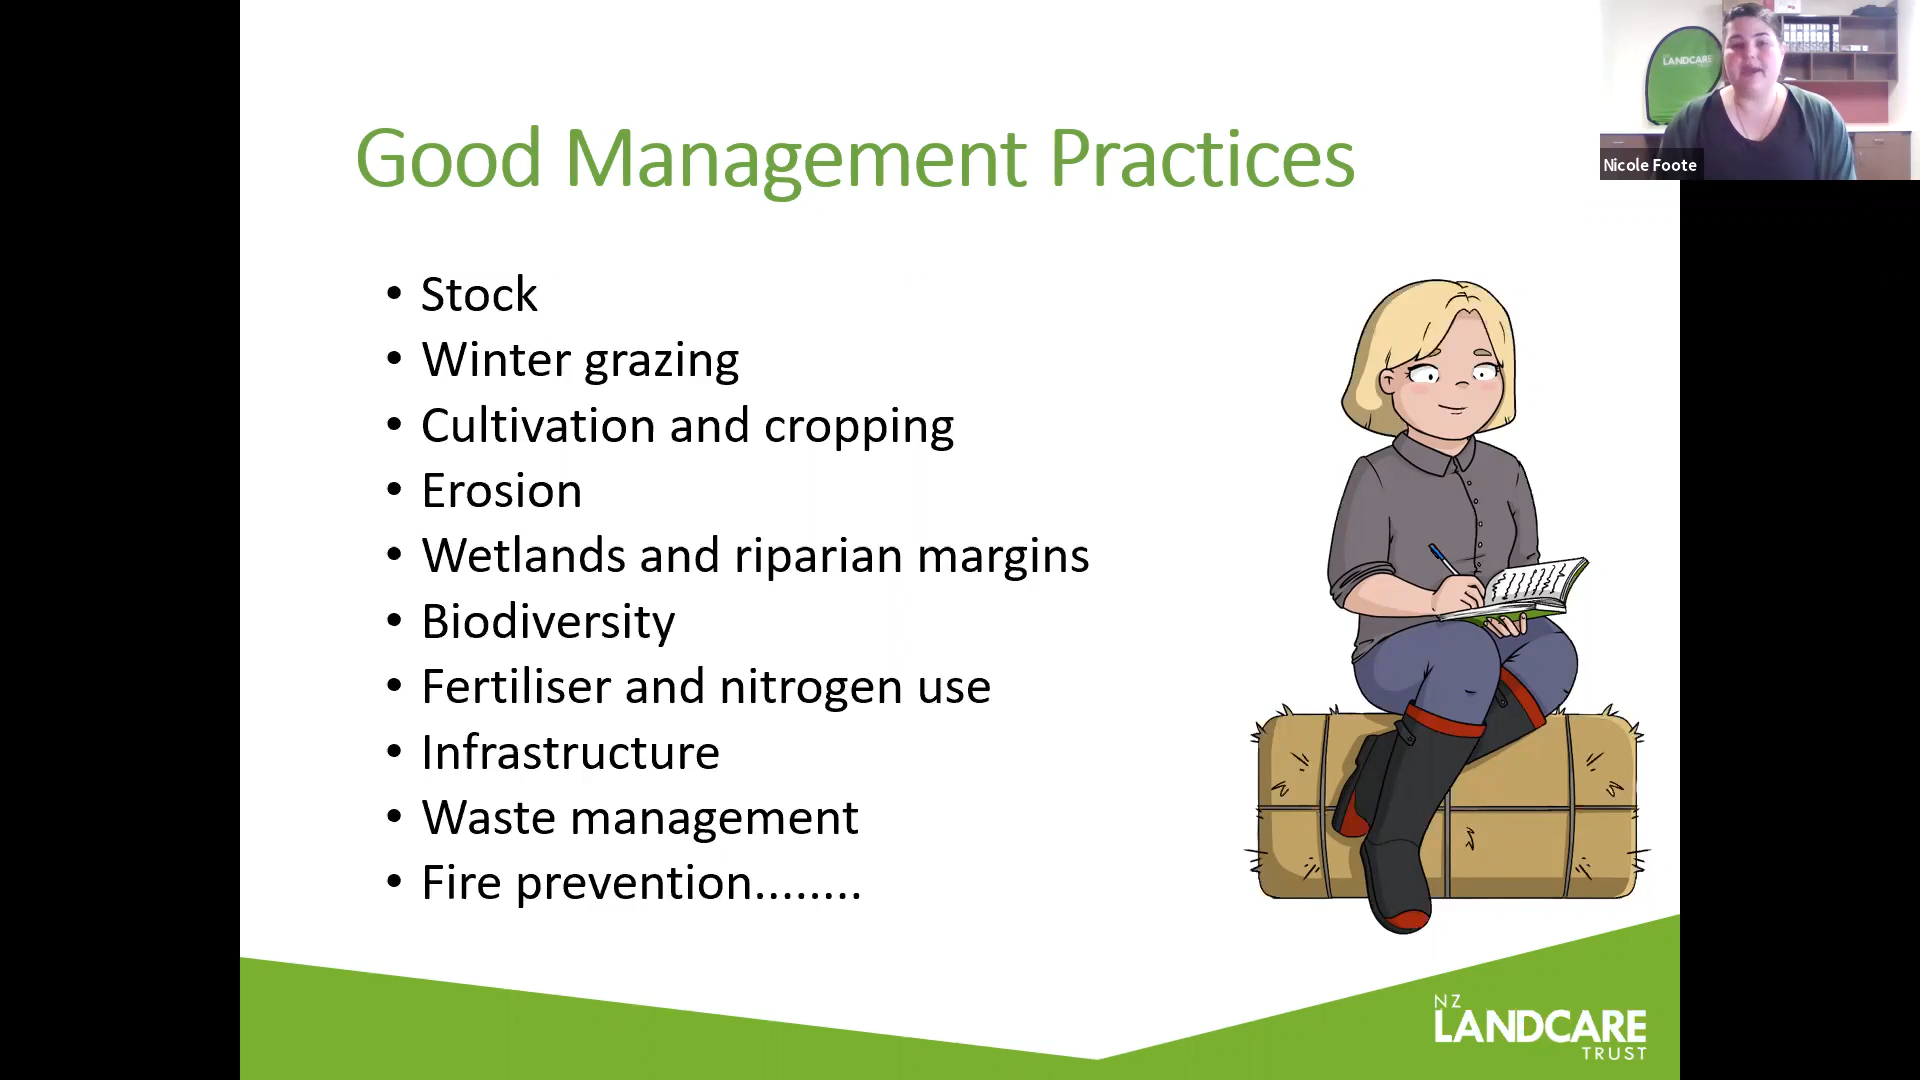 LANDCARE
Nicole Foote
Good Management Practices
• Stock
• Winter grazing
• Cultivation and cropping
• Erosion
• Wetlands and riparian margins
• Biodiversity
• Fertiliser and nitrogen use
• Infrastructure
• Waste management
• Fire prevention........
NZ
LANDCARE
TRUST